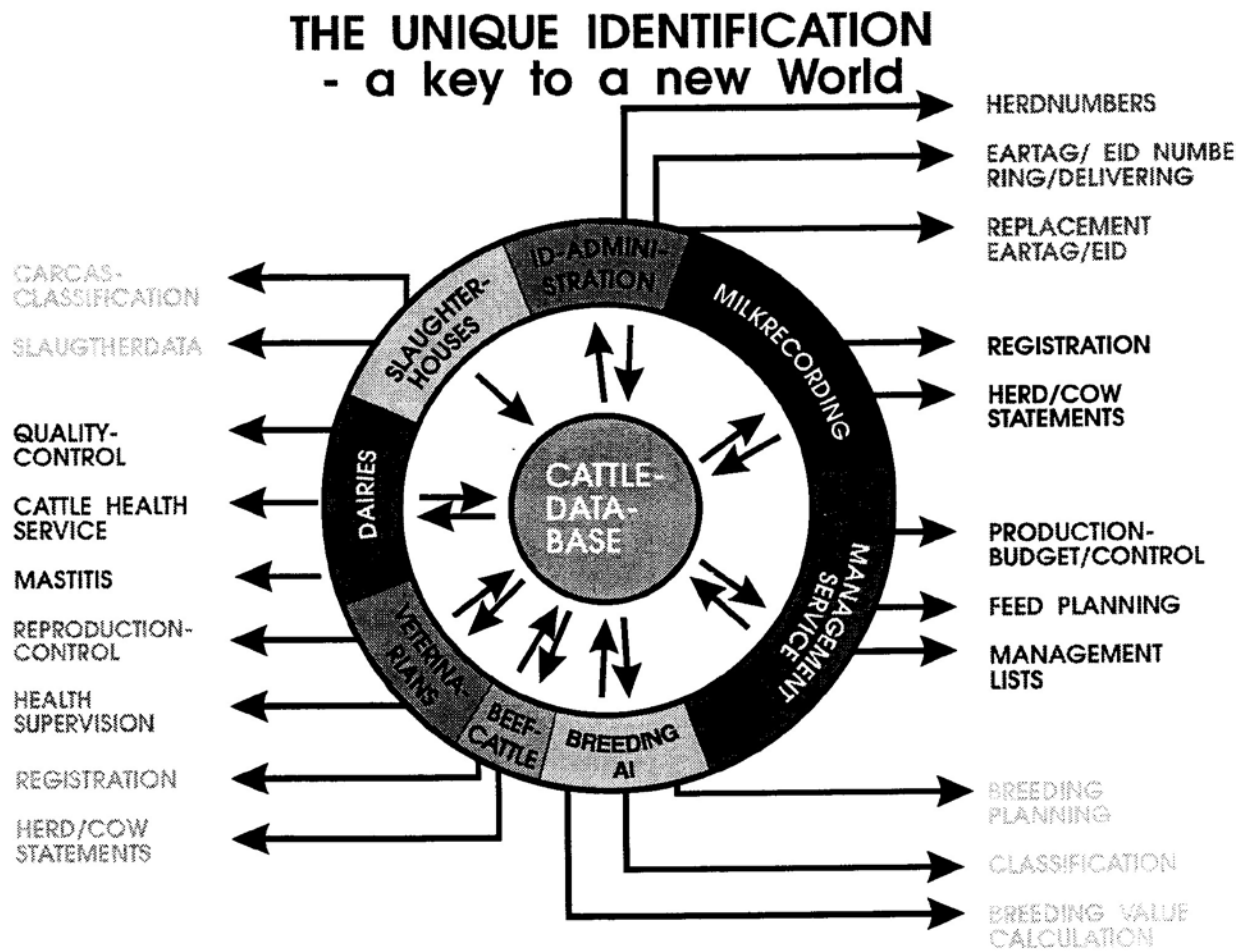 THE UNIQUE IDENTIFICATION
- a key to a new World
HERDNUMBERS
EARTAG/ EID NUMBE
RING/DELIVERING
REPLACEMENT
EARTAG/EID
REGISTRATION
HERD/COW
STATEMENTS
PRODUCTION-
BUDGET/CONTROL
FEED PLANNING
MANAGEMENT
LISTS
BREEDING
PLANNING
CLASSIFICATION
BREEDING VALUE
CALCULATION
CARCAS-
CLASSIFICATION
SLAUGTHERDATA
QUALITY-
CONTROL
CATTLE HEALTH
SERVICE
MASTITIS
REPRODUCTION-
CONTROL
HEALTH
SUPERVISION
REGISTRATION
HERD/COW
STATEMENTS
ID-ADMINI-
STRATION
MILKRECORDING
MANAGEMENT
SERVICE
BREEDING
AI
BEEF-
CATTLE
VETERINA-
RIANS
DAIRIES
SLAUGHTER-
HOUSES
CATTLE-
DATA-
BASE